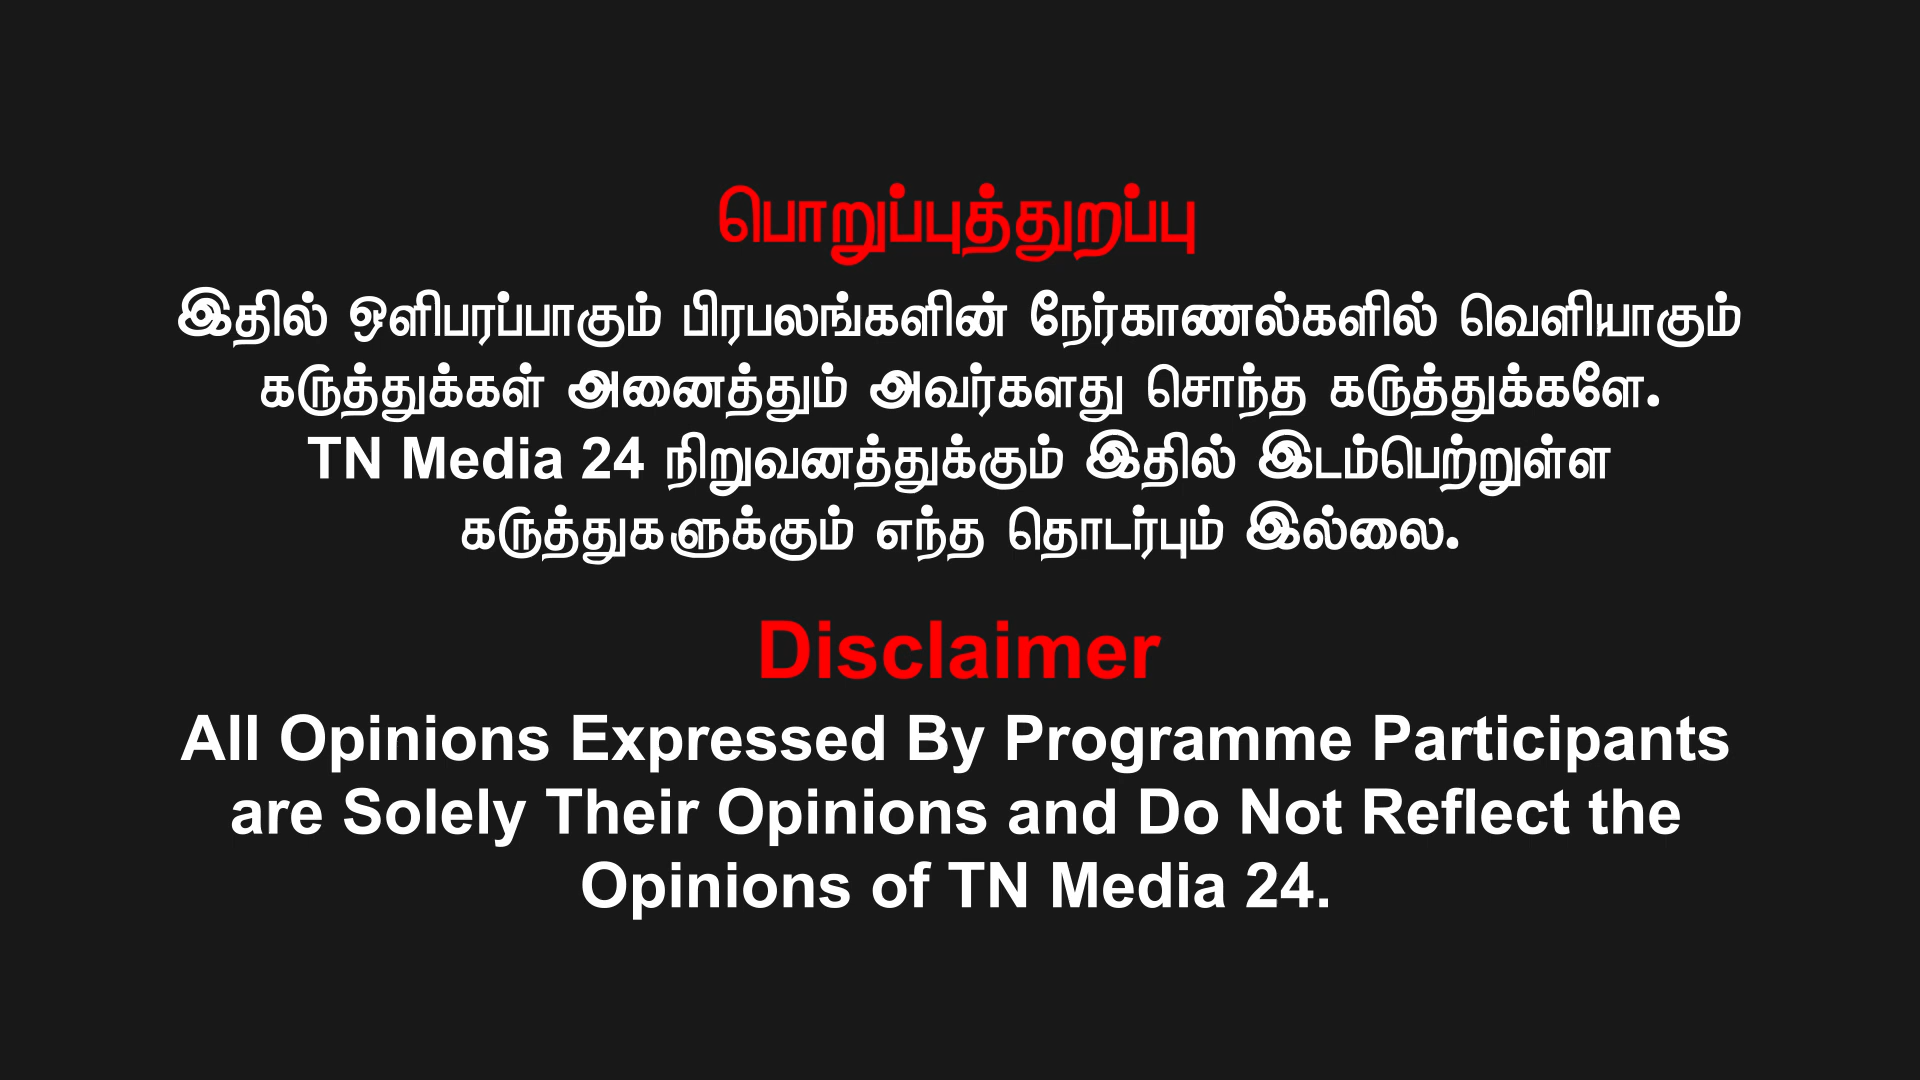 பொறுப்புத்துறப்பு
இதில் ஒளிபரப்பாகும் பிரபலங்களின் நேர்காணல்களில் வெளியாகும்
கருத்துக்கள் அனைத்தும் அவர்களது சொந்த கருத்துக்களே.
TN Media 24 நிறுவனத்துக்கும் இதில் இடம்பெற்றுள்ள
கருத்துகளுக்கும் எந்த தொடர்பும் இல்லை.
Disclaimer
All Opinions Expressed By Programme Participants
are Solely Their Opinions and Do Not Reflect the
Opinions of TN Media 24.